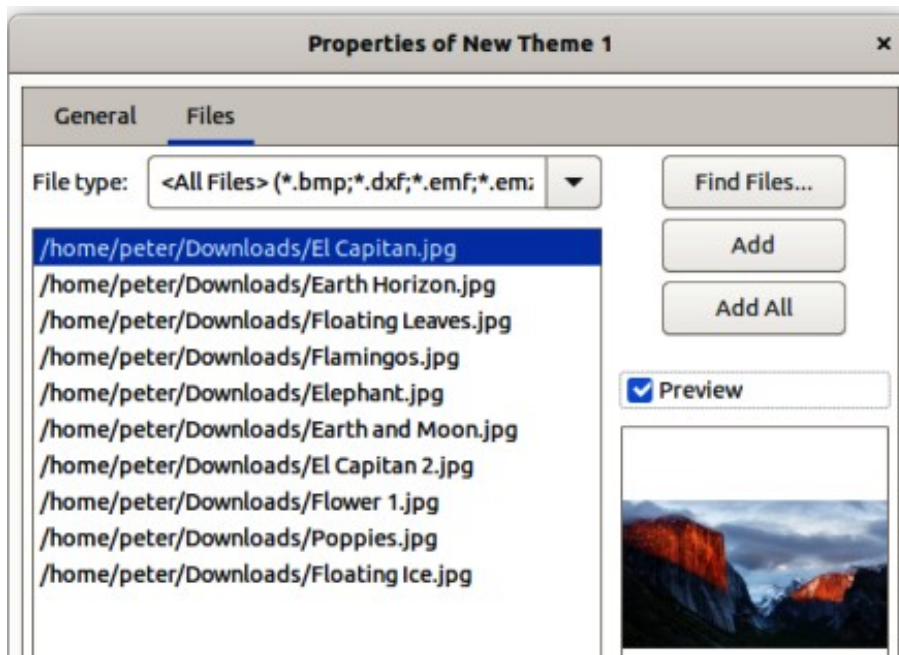 Properties of New Theme 1
×
General Files
File type: <All Files> (*.bmp;*.dxf;*.emf;*.emz
Find Files...
Add
Add All
Preview
/home/peter/Downloads/El Capitan.jpg
/home/peter/Downloads/Earth Horizon.jpg
/home/peter/Downloads/Floating Leaves.jpg
/home/peter/Downloads/Flamingos.jpg
/home/peter/Downloads/Elephant.jpg
/home/peter/Downloads/Earth and Moon.jpg
/home/peter/Downloads/El Capitan 2.jpg
/home/peter/Downloads/Flower 1.jpg
/home/peter/Downloads/Poppies.jpg
/home/peter/Downloads/Floating Ice.jpg